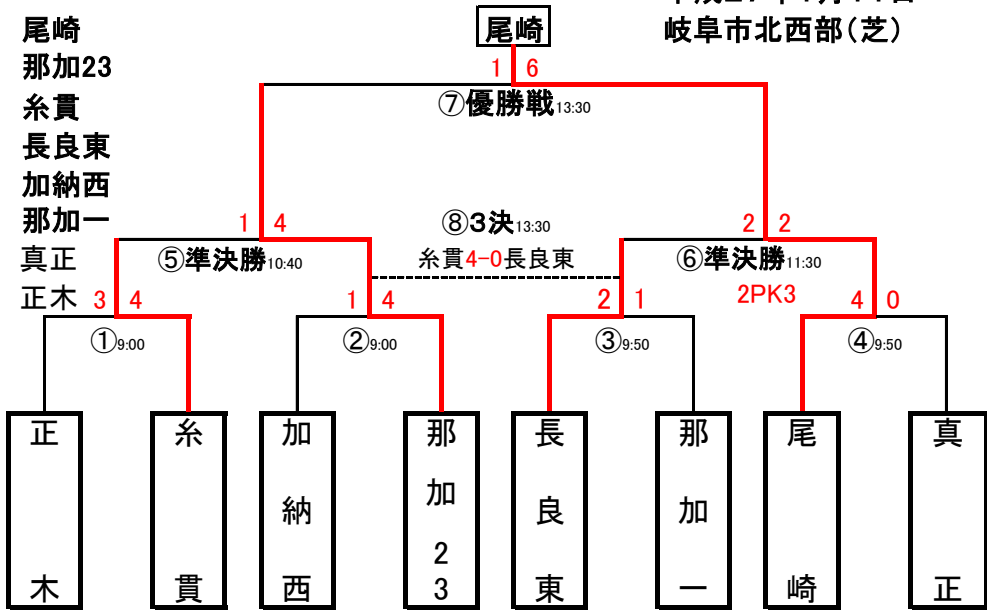 尾崎
岐阜市北西部(芝)
尾崎
那加23
糸貫
長良東
加納西
那加一
真正
正木
1 6
⑦優勝戦13:30
1 4
⑧3決13:30
2 2
⑤準決勝10:40
糸貫4-0長良東
⑥準決勝11:30
2PK3
3 4
1 4
2 1
4 0
①9:00
②9:00
③9:50
④9:50
正木
糸貫
加納西
那加23
長良東
那加一
尾崎
真正